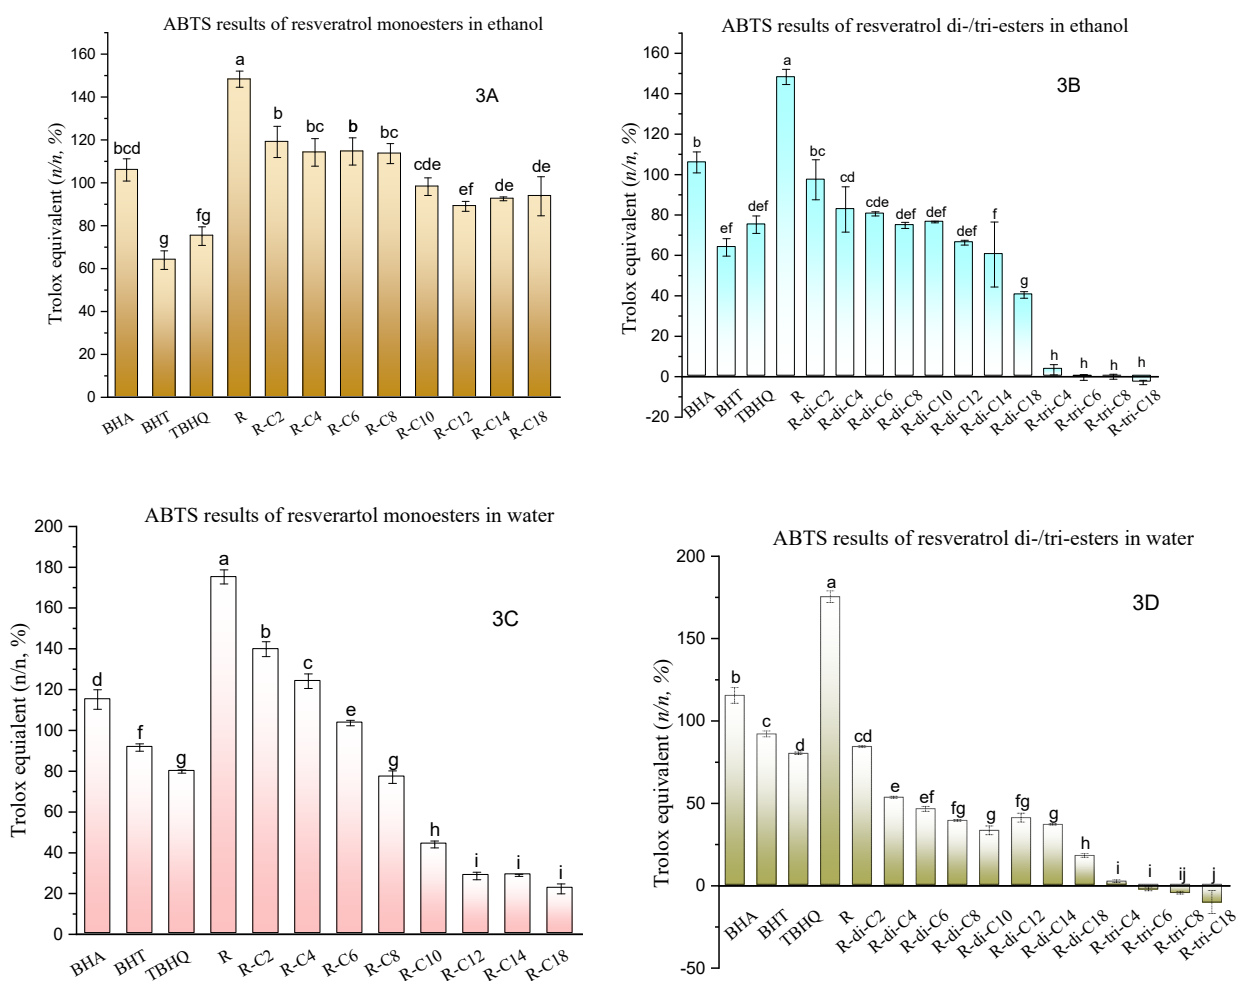 ABTS results of resveratrol monoesters in ethanol
3A
Trolox equivalent (n/n, %)
160
140
120
100
80
60
40
20
0
bcd
g
fg
a
b
bc
b
bc
cde
ef
de
de
BHA
BHT
TBHQ
R
R-C2
R-C4
R-C6
R-C8
R-C10
R-C12
R-C14
R-C18
ABTS results of resveratrol di-/tri-esters in ethanol
3B
Trolox equivalent (n/n, %)
160
140
120
100
80
60
40
20
0
-20
b
ef
def
a
bc
cd
cde
def
def
def
f
g
h
h
h
h
BHA
BHT
TBHQ
R
R-di-C2
R-di-C4
R-di-C6
R-di-C8
R-di-C10
R-di-C12
R-di-C14
R-di-C18
R-tri-C4
R-tri-C6
R-tri-C8
R-tri-C18
ABTS results of resverartol monoesters in water
3C
Trolox equialent (n/n, %)
200
180
160
140
120
100
80
60
40
20
0
d
f
g
a
b
c
e
g
h
i
i
i
BHA
BHT
TBHQ
R
R-C2
R-C4
R-C6
R-C8
R-C10
R-C12
R-C14
R-C18
ABTS results of resveratrol di-/tri-esters in water
3D
Trolox equivalent (n/n, %)
200
150
100
50
0
-50
b
c
d
a
cd
e
ef
fg
g
fg
g
h
i
i
ij
j
BHA
BHT
TBHQ
R
R-di-C2
R-di-C4
R-di-C6
R-di-C8
R-di-C10
R-di-C12
R-di-C14
R-di-C18
R-tri-C4
R-tri-C6
R-tri-C8
R-tri-C18